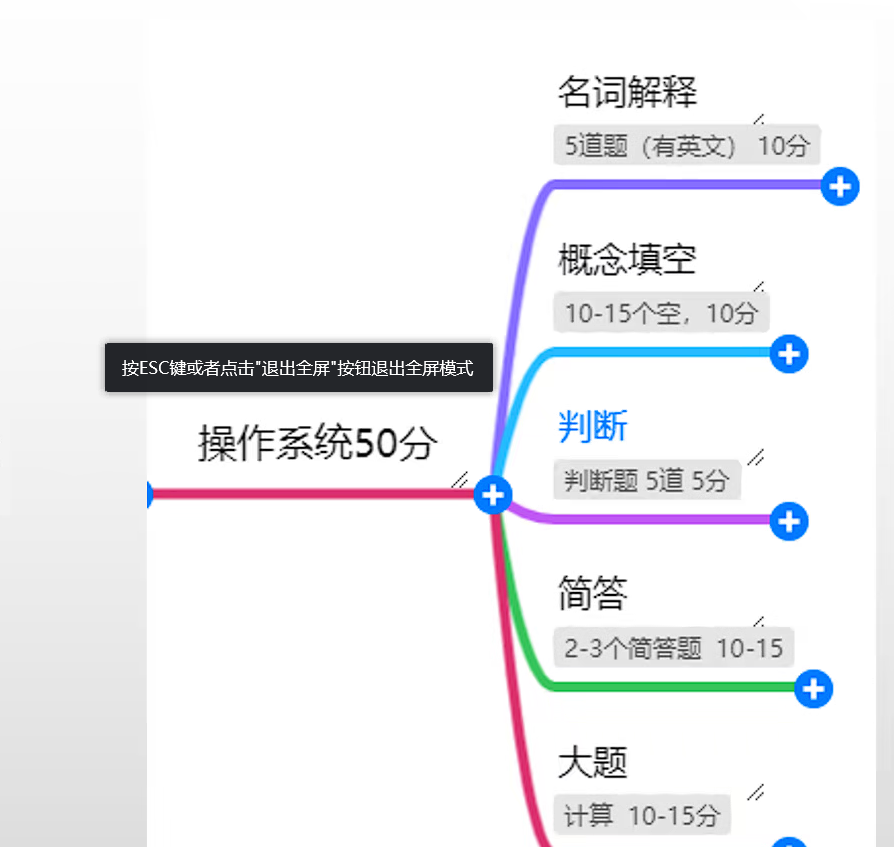 名词解释
5道题（有英文） 10分
概念填空
10-15个空，10分
按ESC键或者点击"退出全屏"按钮退出全屏模式
操作系统50分
判断
判断题 5道 5分
简答
2-3个简答题 10-15
大题
计算 10-15分